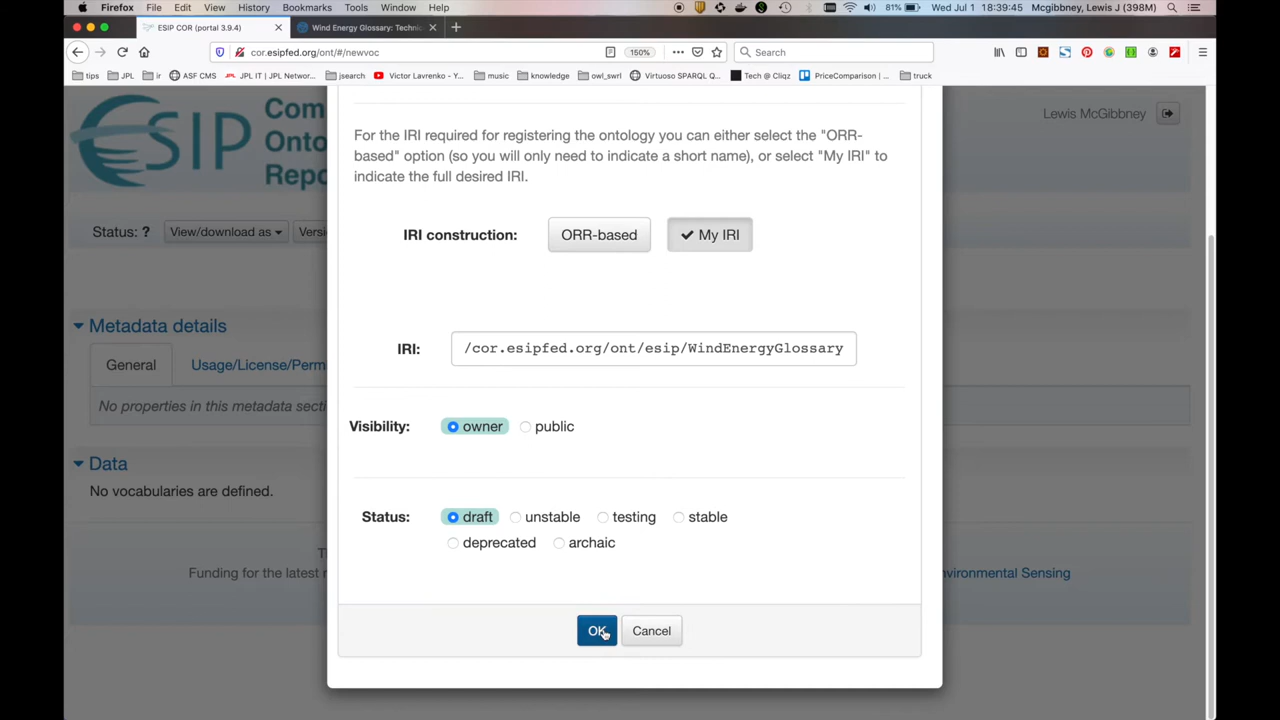 Firefox File Edit View History Bookmarks Tools Window Help 81% Wed Jul 1 18:39:45 Mcgibbney, Lewis J (398M)
ESIP COR (portal 3.9.4) Wind Energy Glossary: Technic
cor.esipfed.org/ont/#/newvoc 150% Search
tips JPL ir ASF CMS JPL IT | JPL Networ... jsearch Victor Lavrenko - Y... music knowledge owl_swrl Virtuoso SPARQL Q... Tech @ Cliqz PriceComparison | ... truck
ESIP
Com
Onto
Repo
Lewis McGibbney
For the IRI required for registering the ontology you can either select the "ORR-
based" option (so you will only need to indicate a short name), or select "My IRI" to
indicate the full desired IRI.
Status: ? View/download as Versi
IRI construction: ORR-based My IRI
Metadata details
IRI: /cor.esipfed.org/ont/esip/WindEnergyGlossary
General Usage/License/Perm
No properties in this metadata secti
Visibility: owner public
Data
No vocabularies are defined.
Status: draft unstable testing stable
deprecated archaic
T
Funding for the latest r
nvironmental Sensing
OK Cancel